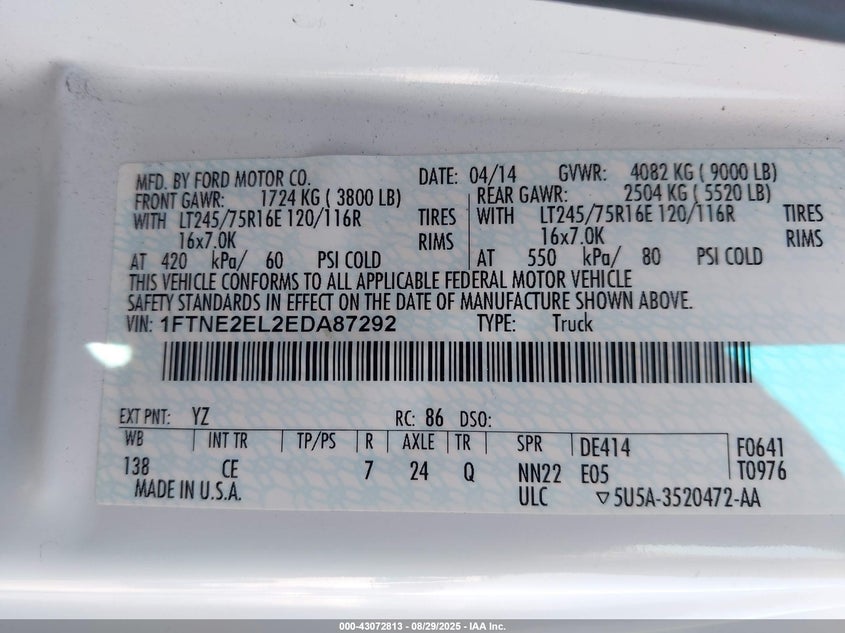 MFD. BY FORD MOTOR CO. DATE: 04/14 GVWR: 4082 KG ( 9000 LB)
FRONT GAWR: 1724 KG ( 3800 LB) REAR GAWR: 2504 KG ( 5520 LB)
WITH LT245/75R16E 120/116R TIRES WITH LT245/75R16E 120/116R TIRES
16x7.0K RIMS 16x7.0K RIMS
AT 420 kPa/ 60 PSI COLD AT 550 kPa/ 80 PSI COLD
THIS VEHICLE CONFORMS TO ALL APPLICABLE FEDERAL MOTOR VEHICLE
SAFETY STANDARDS IN EFFECT ON THE DATE OF MANUFACTURE SHOWN ABOVE.
VIN: 1FTNE2EL2EDA87292 TYPE: Truck
EXT PNT: YZ RC: 86 DSO:
WB INT TR TP/PS R AXLE TR SPR DE414 F0641
138 CE 7 24 Q NN22 E05 T0976
MADE IN U.S.A. ULC ▽5U5A-3520472-AA
000-43072813 - 08/29/2025 - IAA Inc.